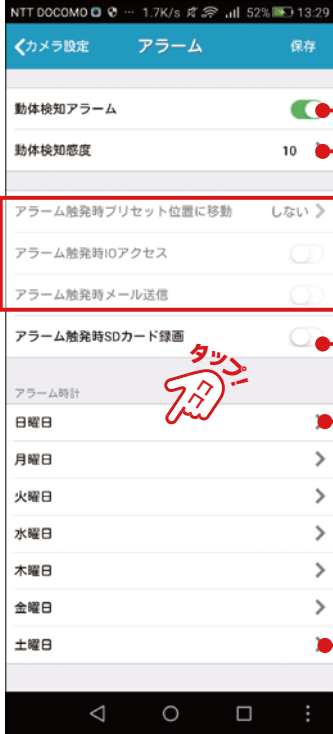 NTT DOCOMO ... 1.7K/s 52% 13:29
カメラ設定 アラーム 保存
動体検知アラーム
動体検知感度 10
アラーム触発時プリセット位置に移動 しない
アラーム触発時IOアクセス
アラーム触発時メール送信
アラーム触発時SDカード録画
タップ!
アラーム時計
日曜日
月曜日
火曜日
水曜日
木曜日
金曜日
土曜日